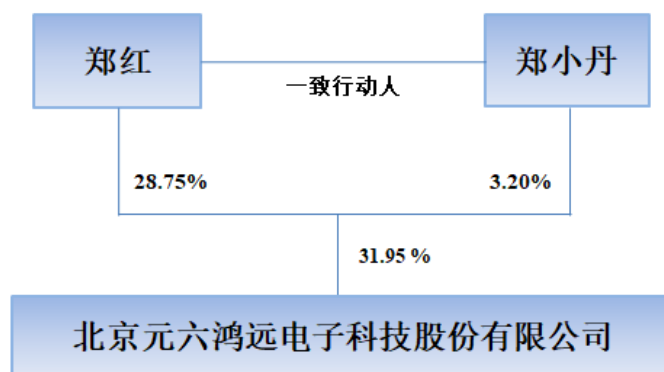 郑红
郑小丹
一致行动人
28.75%
3.20%
31.95 %
北京元六鸿远电子科技股份有限公司